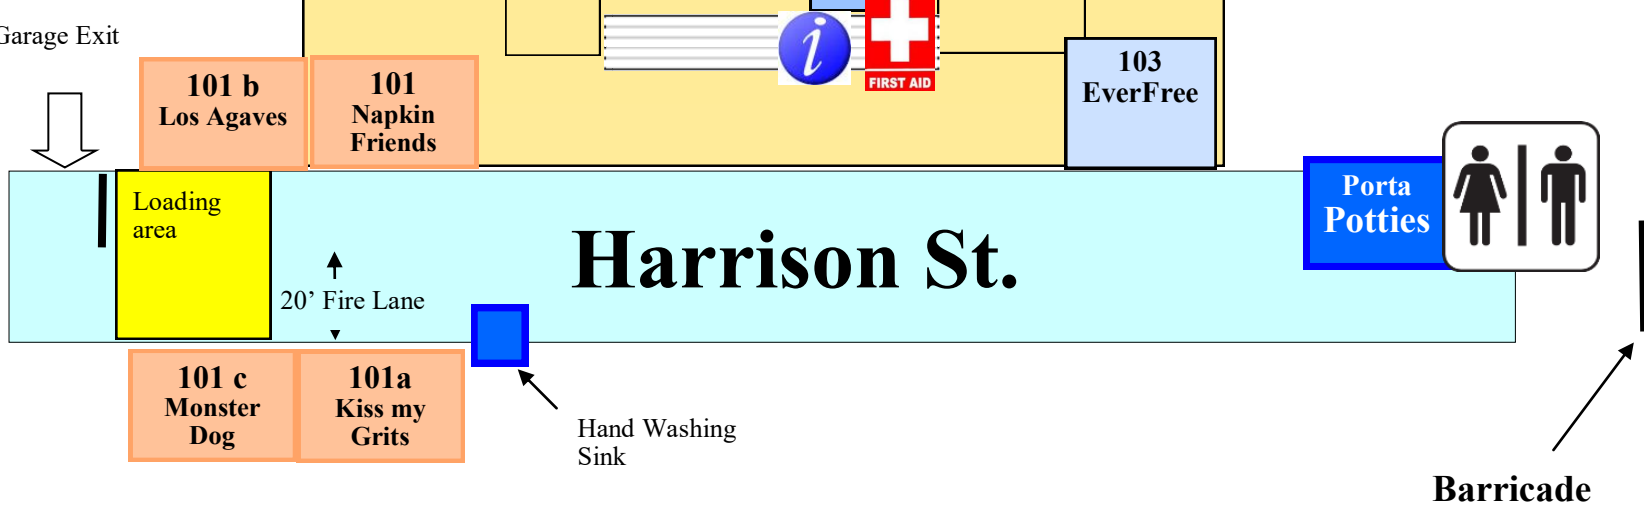 Garage Exit
101 b
Los Agaves
101
Napkin
Friends
i
FIRST AID
103
EverFree
Loading
area
20’ Fire Lane
Harrison St.
Porta
Potties
101 c
Monster
Dog
101a
Kiss my
Grits
Hand Washing
Sink
Barricade